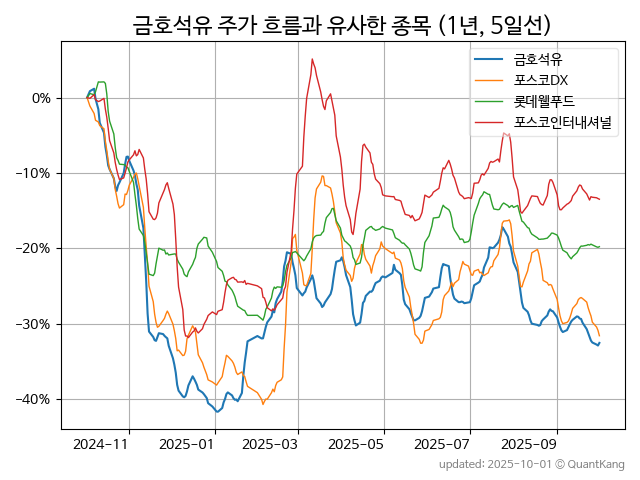 금호석유 주가 흐름과 유사한 종목 (1년, 5일선)
금호석유
포스코DX
롯데웰푸드
포스코인터내셔널
0%
−10%
−20%
−30%
−40%
2024−11 2025−01 2025−03 2025−05 2025−07 2025−09
updated: 2025-10-01 © QuantKang